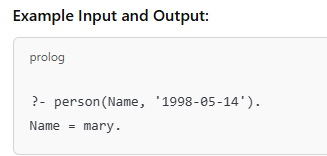 Example Input and Output:
prolog
?- person(Name, '1998-05-14').
Name = mary.